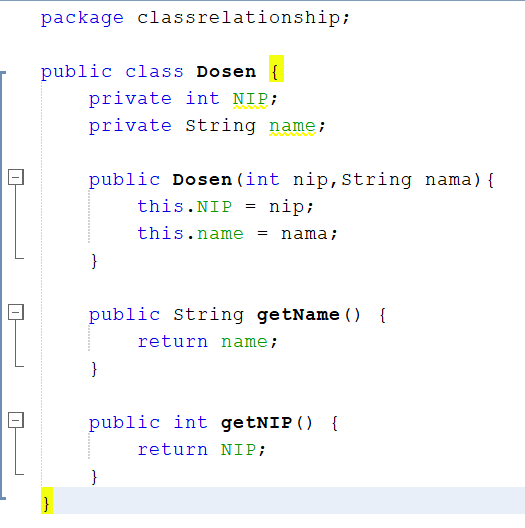 package classrelationship;
public class Dosen {
private int NIP;
private String name;
public Dosen(int nip,String nama){
this.NIP = nip;
this.name = nama;
}
public String getName() {
return name;
}
public int getNIP() {
return NIP;
}
}